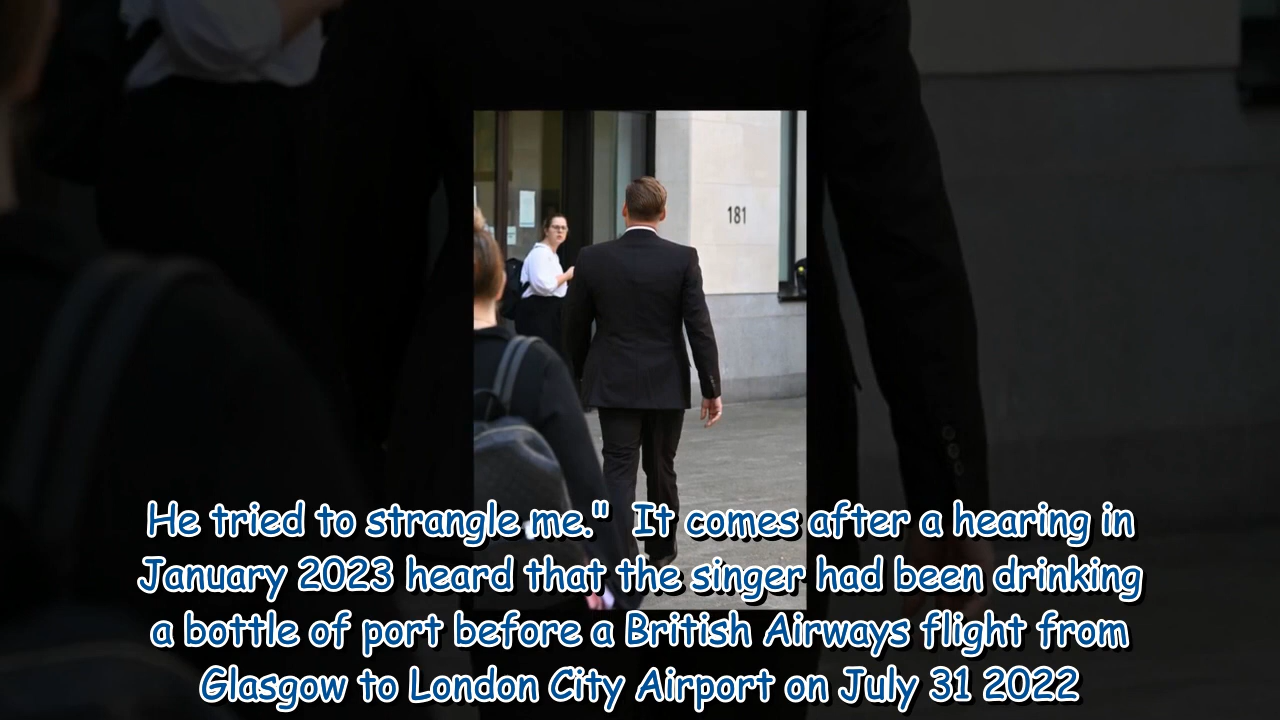 181
He tried to strangle me."  It comes after a hearing in
January 2023 heard that the singer had been drinking
a bottle of port before a British Airways flight from
Glasgow to London City Airport on July 31 2022